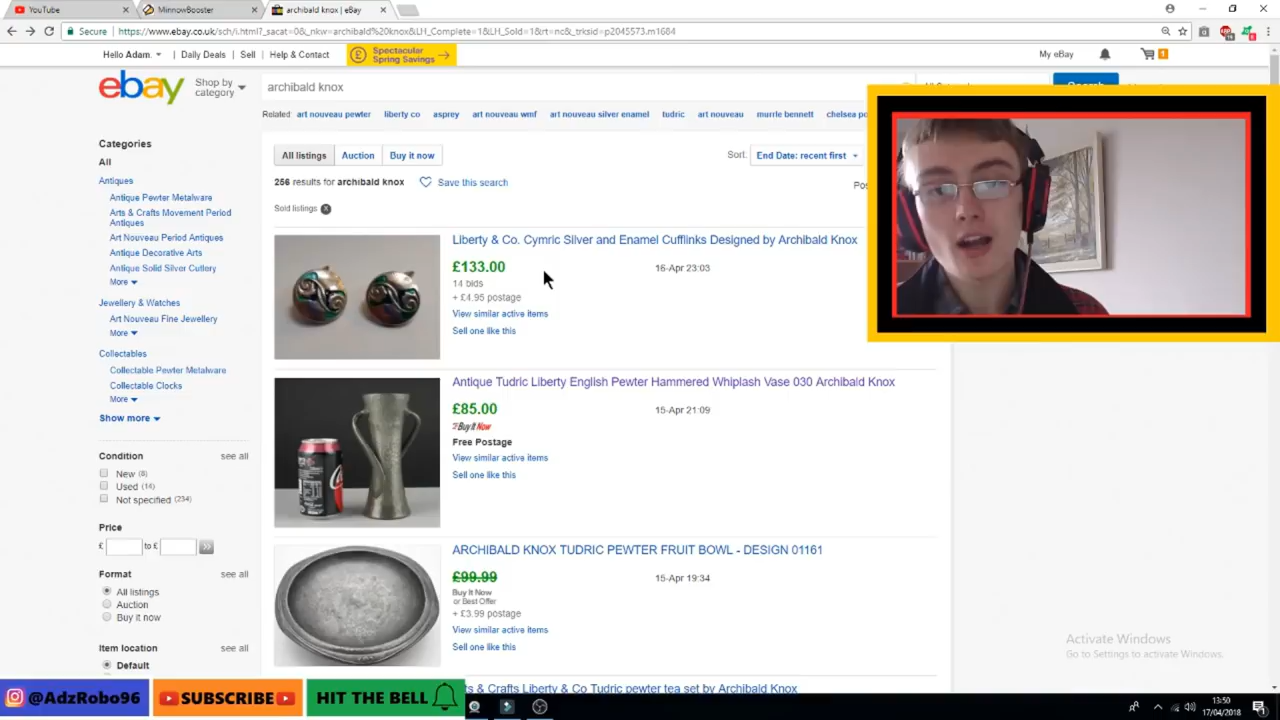 YouTube
MinnowBooster
archibald knox | eBay
Secure
https://www.ebay.co.uk/sch/i.html?_sacat=0&_nkw=archibald%20knox&LH_Complete=1&LH_Sold=1&rt=nc&_trksid=p2045573.m1684
Hello Adam.
Daily Deals
Sell
Help & Contact
Spectacular
Spring Savings
My eBay
1
ebay
Shop by
category
archibald knox
Related
art nouveau pewter
liberty co
asprey
art nouveau wmf
art nouveau silver enamel
tudric
art nouveau
murrle bennett
chelsea po
Categories
All
Antiques
Antique Pewter Metalware
Arts & Crafts Movement Period
Antiques
Art Nouveau Period Antiques
Antique Decorative Arts
Antique Solid Silver Cutlery
More
Jewellery & Watches
Art Nouveau Fine Jewellery
More
Collectables
Collectable Pewter Metalware
Collectable Clocks
More
Show more
Condition
see all
New (8)
Used (14)
Not specified (234)
Price
£
to £
Format
see all
All listings
Auction
Buy it now
Item location
see all
Default
All listings
Auction
Buy it now
Sort:
End Date: recent first
256 results for archibald knox
Save this search
Sold listings
Liberty & Co. Cymric Silver and Enamel Cufflinks Designed by Archibald Knox
£133.00
16-Apr 23:03
14 bids
+ £4.95 postage
View similar active items
Sell one like this
Antique Tudric Liberty English Pewter Hammered Whiplash Vase 030 Archibald Knox
£85.00
15-Apr 21:09
Buy It Now
Free Postage
View similar active items
Sell one like this
ARCHIBALD KNOX TUDRIC PEWTER FRUIT BOWL - DESIGN 01161
£99.99
15-Apr 19:34
Buy It Now
or Best Offer
+ £3.99 postage
View similar active items
Sell one like this
ts & Crafts Liberty & Co Tudric pewter tea set by Archibald Knox
Activate Windows
Go to Settings to activate Windows.
@AdzRobo96
SUBSCRIBE
HIT THE BELL
13:50
17/04/2018